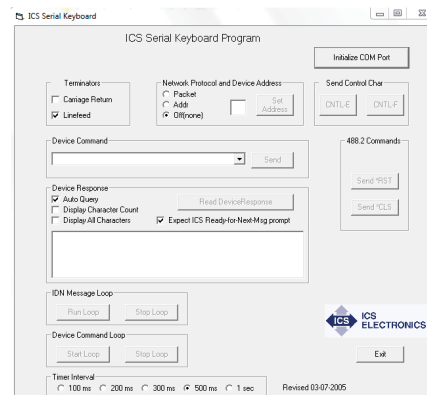 ICS Serial Keyboard
ICS Serial Keyboard Program
Initialize COM Port
Terminators
Carriage Return
Linefeed
Network Protocol and Device Address
Packet
Addr
Off(none)
Set Address
Send Control Char
CNTL-E
CNTL-F
Device Command
Send
488.2 Commands
Send *RST
Send *CLS
Device Response
Auto Query
Display Character Count
Display All Characters
Read DeviceResponse
Expect ICS Ready-for-Next-Msg prompt
IDN Message Loop
Run Loop
Stop Loop
ICS
ICS
ELECTRONICS
Device Command Loop
Start Loop
Stop Loop
Exit
Timer Interval
100 ms
200 ms
300 ms
500 ms
1 sec
Revised 03-07-2005